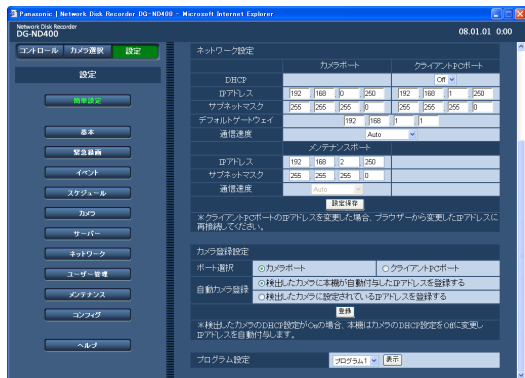 Panasonic | Network Disk Recorder DG-ND400 - Microsoft Internet Explorer
Network Disk Recorder
DG-ND400
08.01.01 0:00
コントロール カメラ選択 設定
設定
簡単設定
基本
緊急録画
イベント
スケジュール
カメラ
サーバー
ネットワーク
ユーザー管理
メンテナンス
コンフィグ
ヘルプ
ネットワーク設定
カメラポート クライアントPCポート
DHCP Off
IPアドレス 192 168 0 250 192 168 1 250
サブネットマスク 255 255 255 0 255 255 255 0
デフォルトゲートウェイ 192 168 1 1
通信速度 Auto
メンテナンスポート
IPアドレス 192 168 2 250
サブネットマスク 255 255 255 0
通信速度 Auto
設定保存
※クライアントPCポートのIPアドレスを変更した場合、ブラウザーから変更したIPアドレスに
再接続してください。
カメラ登録設定
ポート選択 カメラポート クライアントPCポート
自動カメラ登録 検出したカメラに本機が自動付与したIPアドレスを登録する
検出したカメラに設定されているIPアドレスを登録する
登録
※検出したカメラのDHCP設定がOnの場合、本機はカメラのDHCP設定をOffに変更し
IPアドレスを自動付与します。
プログラム設定 プログラム1 表示